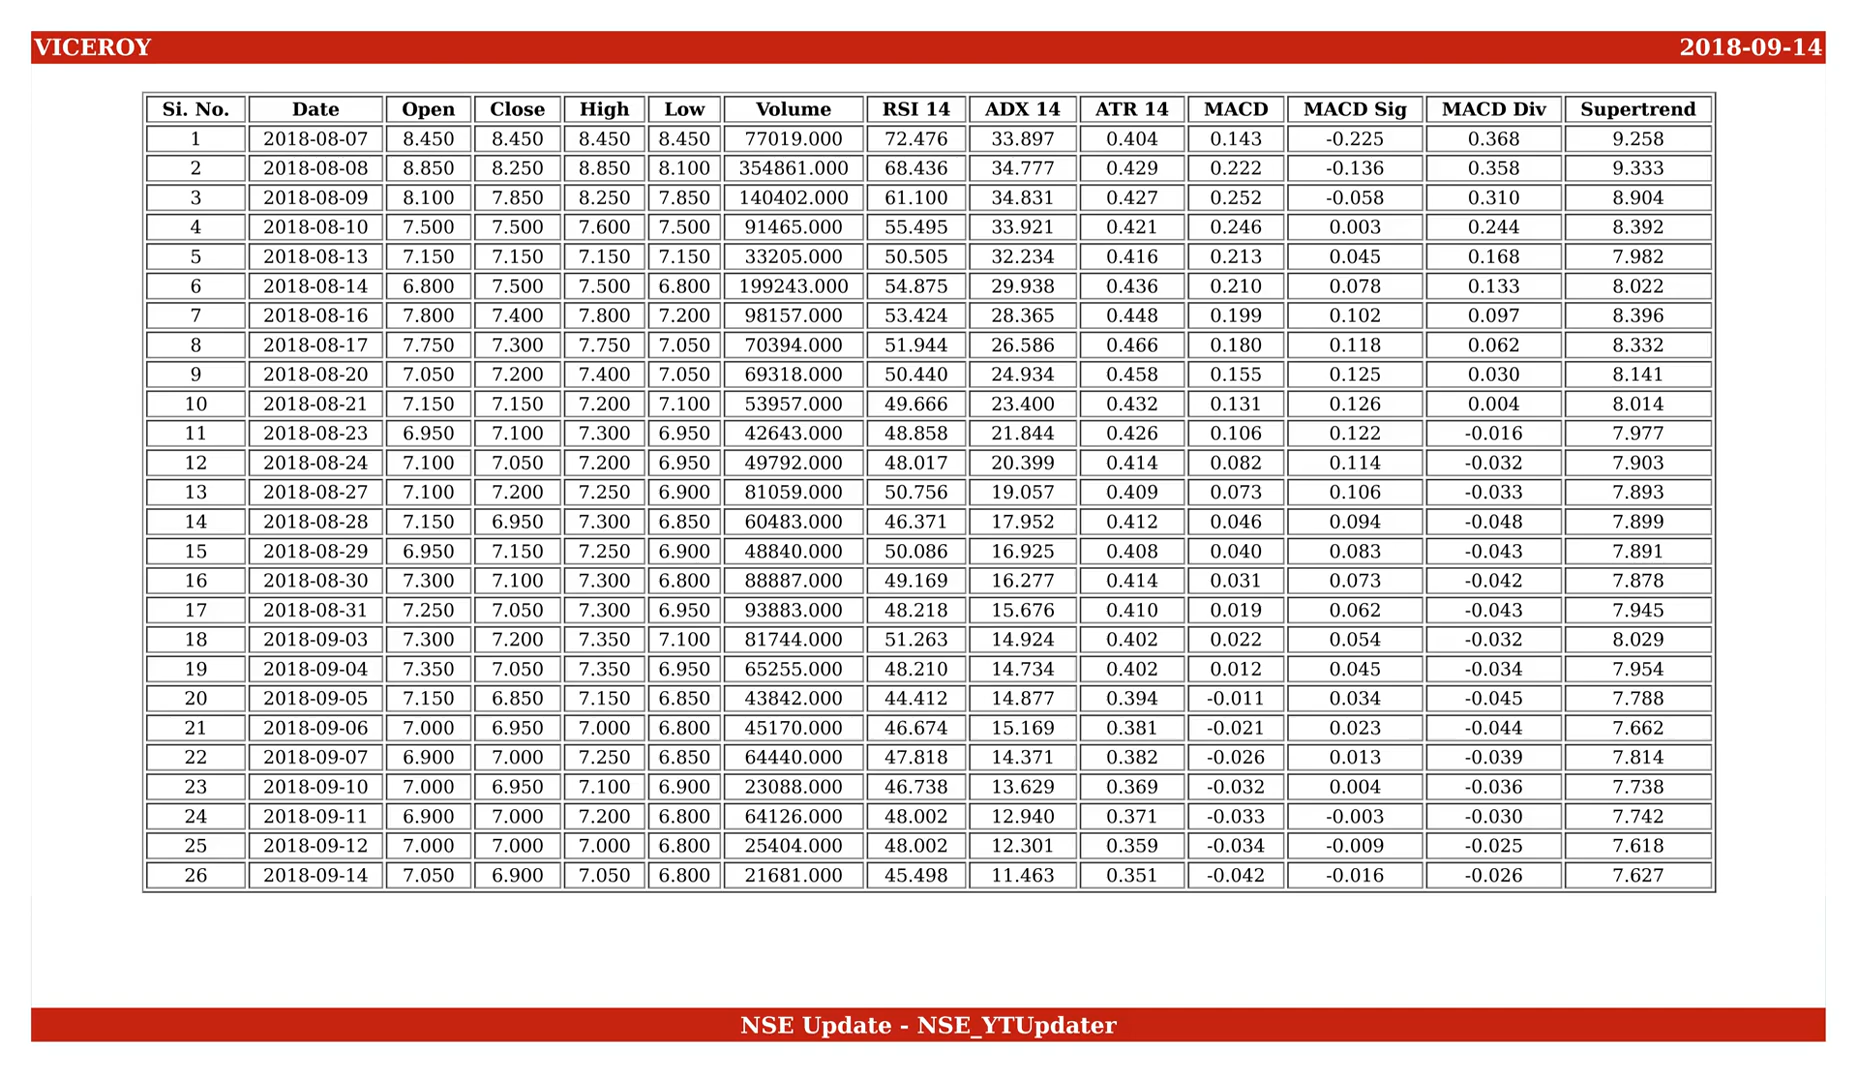 VICEROY 2018-09-14
Si. No. Date Open Close High Low Volume RSI 14 ADX 14 ATR 14 MACD MACD Sig MACD Div Supertrend
1 2018-08-07 8.450 8.450 8.450 8.450 77019.000 72.476 33.897 0.404 0.143 -0.225 0.368 9.258
2 2018-08-08 8.850 8.250 8.850 8.100 354861.000 68.436 34.777 0.429 0.222 -0.136 0.358 9.333
3 2018-08-09 8.100 7.850 8.250 7.850 140402.000 61.100 34.831 0.427 0.252 -0.058 0.310 8.904
4 2018-08-10 7.500 7.500 7.600 7.500 91465.000 55.495 33.921 0.421 0.246 0.003 0.244 8.392
5 2018-08-13 7.150 7.150 7.150 7.150 33205.000 50.505 32.234 0.416 0.213 0.045 0.168 7.982
6 2018-08-14 6.800 7.500 7.500 6.800 199243.000 54.875 29.938 0.436 0.210 0.078 0.133 8.022
7 2018-08-16 7.800 7.400 7.800 7.200 98157.000 53.424 28.365 0.448 0.199 0.102 0.097 8.396
8 2018-08-17 7.750 7.300 7.750 7.050 70394.000 51.944 26.586 0.466 0.180 0.118 0.062 8.332
9 2018-08-20 7.050 7.200 7.400 7.050 69318.000 50.440 24.934 0.458 0.155 0.125 0.030 8.141
10 2018-08-21 7.150 7.150 7.200 7.100 53957.000 49.666 23.400 0.432 0.131 0.126 0.004 8.014
11 2018-08-23 6.950 7.100 7.300 6.950 42643.000 48.858 21.844 0.426 0.106 0.122 -0.016 7.977
12 2018-08-24 7.100 7.050 7.200 6.950 49792.000 48.017 20.399 0.414 0.082 0.114 -0.032 7.903
13 2018-08-27 7.100 7.200 7.250 6.900 81059.000 50.756 19.057 0.409 0.073 0.106 -0.033 7.893
14 2018-08-28 7.150 6.950 7.300 6.850 60483.000 46.371 17.952 0.412 0.046 0.094 -0.048 7.899
15 2018-08-29 6.950 7.150 7.250 6.900 48840.000 50.086 16.925 0.408 0.040 0.083 -0.043 7.891
16 2018-08-30 7.300 7.100 7.300 6.800 88887.000 49.169 16.277 0.414 0.031 0.073 -0.042 7.878
17 2018-08-31 7.250 7.050 7.300 6.950 93883.000 48.218 15.676 0.410 0.019 0.062 -0.043 7.945
18 2018-09-03 7.300 7.200 7.350 7.100 81744.000 51.263 14.924 0.402 0.022 0.054 -0.032 8.029
19 2018-09-04 7.350 7.050 7.350 6.950 65255.000 48.210 14.734 0.402 0.012 0.045 -0.034 7.954
20 2018-09-05 7.150 6.850 7.150 6.850 43842.000 44.412 14.877 0.394 -0.011 0.034 -0.045 7.788
21 2018-09-06 7.000 6.950 7.000 6.800 45170.000 46.674 15.169 0.381 -0.021 0.023 -0.044 7.662
22 2018-09-07 6.900 7.000 7.250 6.850 64440.000 47.818 14.371 0.382 -0.026 0.013 -0.039 7.814
23 2018-09-10 7.000 6.950 7.100 6.900 23088.000 46.738 13.629 0.369 -0.032 0.004 -0.036 7.738
24 2018-09-11 6.900 7.000 7.200 6.800 64126.000 48.002 12.940 0.371 -0.033 -0.003 -0.030 7.742
25 2018-09-12 7.000 7.000 7.000 6.800 25404.000 48.002 12.301 0.359 -0.034 -0.009 -0.025 7.618
26 2018-09-14 7.050 6.900 7.050 6.800 21681.000 45.498 11.463 0.351 -0.042 -0.016 -0.026 7.627
NSE Update - NSE_YTUpdater